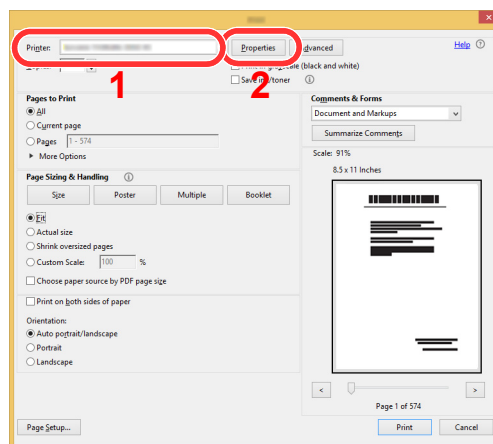 Printer:
Properties
Advanced
Help
1
2
(black and white)
Save ink/toner
Pages to Print
All
Current page
Pages 1 - 574
More Options
Page Sizing & Handling
Size Poster Multiple Booklet
Fit
Actual size
Shrink oversized pages
Custom Scale: 100 %
Choose paper source by PDF page size
Print on both sides of paper
Orientation:
Auto portrait/landscape
Portrait
Landscape
Comments & Forms
Document and Markups
Summarize Comments
Scale: 91%
8.5 x 11 Inches
< >
Page 1 of 574
Page Setup...
Print
Cancel